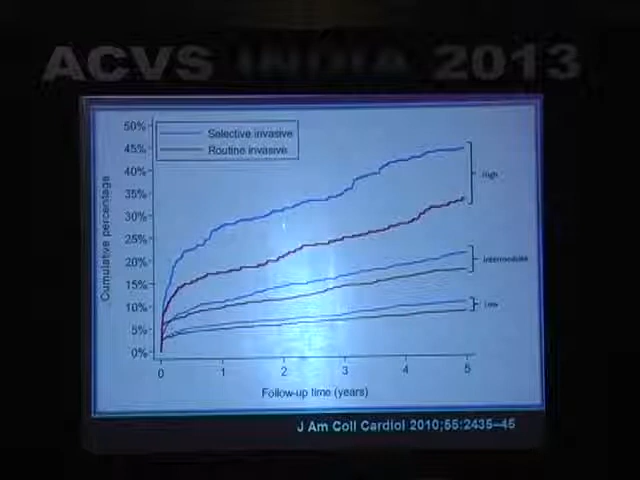 ACVS INDIA 2013
50%
45%
40%
35%
30%
25%
20%
15%
10%
5%
0%
Cumulative percentage
Selective invasive
Routine invasive
High
Intermediate
Low
0 1 2 3 4 5
Follow-up time (years)
J Am Coll Cardiol 2010;55:2435–45